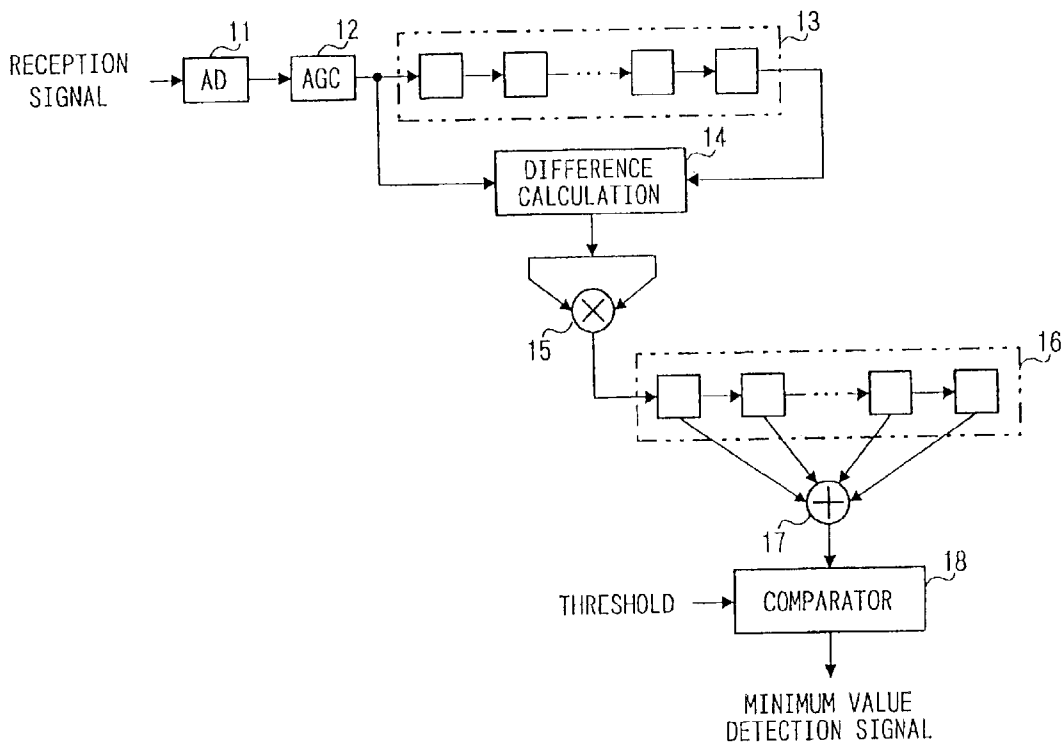 11
12
13
RECEPTION
SIGNAL
AD
AGC
14
DIFFERENCE
CALCULATION
15
16
17
18
THRESHOLD
COMPARATOR
MINIMUM VALUE
DETECTION SIGNAL